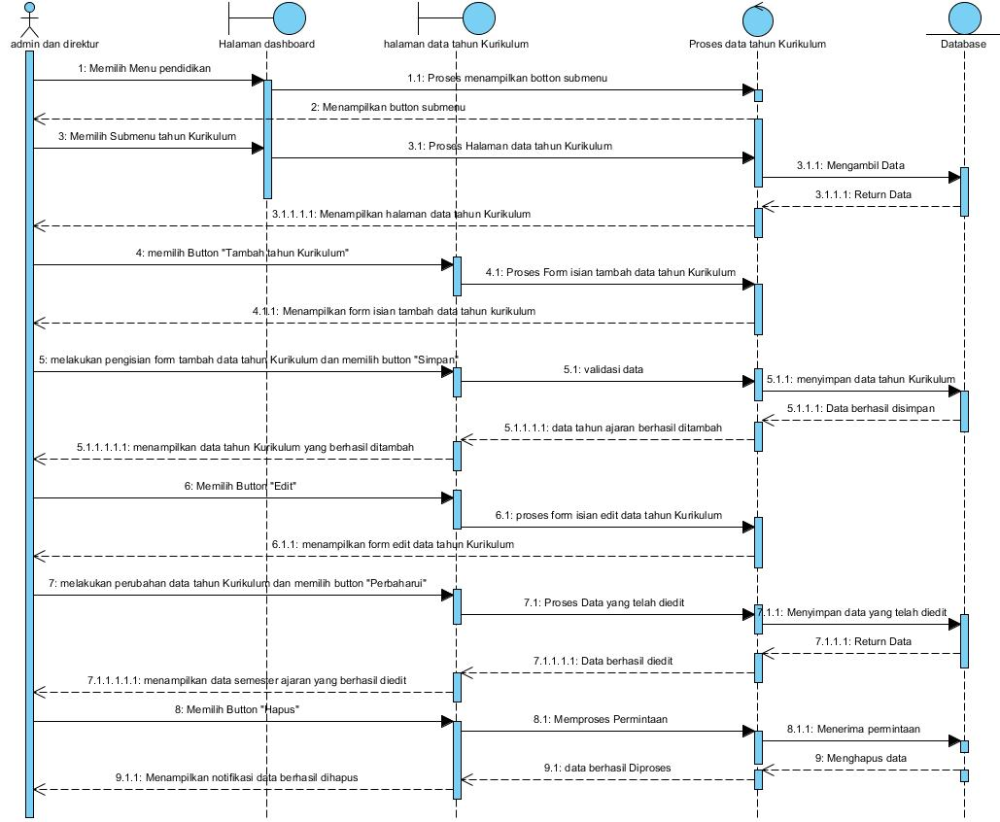 admin dan direktur
Halaman dashboard
halaman data tahun Kurikulum
Proses data tahun Kurikulum
Database
1: Memilih Menu pendidikan
1.1: Proses menampilkan botton submenu
2: Menampilkan button submenu
3: Memilih Submenu tahun Kurikulum
3.1: Proses Halaman data tahun Kurikulum
3.1.1: Mengambil Data
3.1.1.1: Return Data
3.1.1.1.1: Menampilkan halaman data tahun Kurikulum
4: memilih Button "Tambah tahun Kurikulum"
4.1: Proses Form isian tambah data tahun Kurikulum
4.1.1: Menampilkan form isian tambah data tahun kurikulum
5: melakukan pengisian form tambah data tahun Kurikulum dan memilih button "Simpan"
5.1: validasi data
5.1.1: menyimpan data tahun Kurikulum
5.1.1.1: Data berhasil disimpan
5.1.1.1.1: data tahun ajaran berhasil ditambah
5.1.1.1.1.1: menampilkan data tahun Kurikulum yang berhasil ditambah
6: Memilih Button "Edit"
6.1: proses form isian edit data tahun Kurikulum
6.1.1: menampilkan form edit data tahun Kurikulum
7: melakukan perubahan data tahun Kurikulum dan memilih button "Perbaharui"
7.1: Proses Data yang telah diedit
7.1.1: Menyimpan data yang telah diedit
7.1.1.1: Return Data
7.1.1.1.1: Data berhasil diedit
7.1.1.1.1.1: menampilkan data semester ajaran yang berhasil diedit
8: Memilih Button "Hapus"
8.1: Memproses Permintaan
8.1.1: Menerima permintaan
9: Menghapus data
9.1: data berhasil Diproses
9.1.1: Menampilkan notifikasi data berhasil dihapus